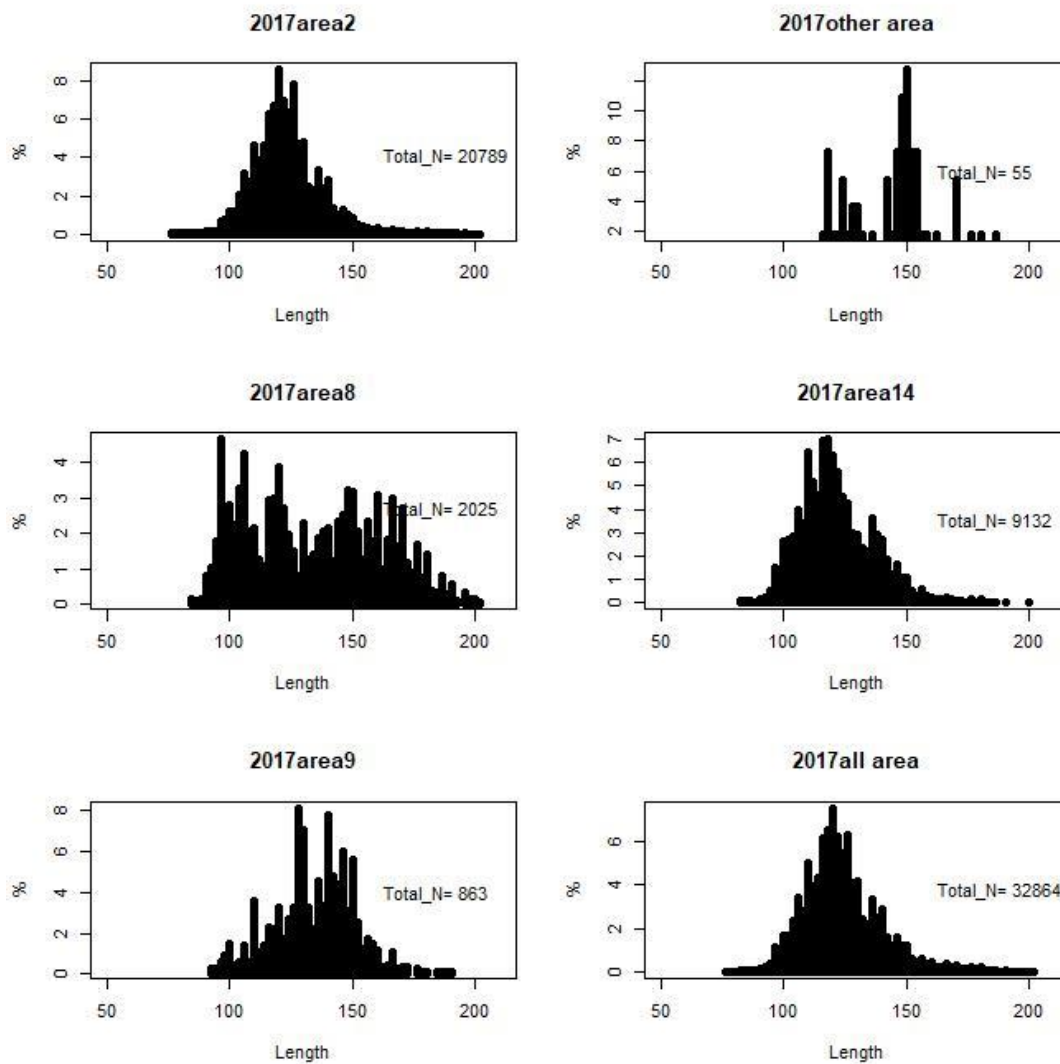 2017area2
8
6
4
2
0
%
Total_N= 20789
50 100 150 200
Length
2017other area
10
8
6
4
2
%
Total_N= 55
50 100 150 200
Length
2017area8
4
3
2
1
0
%
Total_N= 2025
50 100 150 200
Length
2017area14
7
6
5
4
3
2
1
0
%
Total_N= 9132
50 100 150 200
Length
2017area9
8
6
4
2
0
%
Total_N= 863
50 100 150 200
Length
2017all area
6
4
2
0
%
Total_N= 32864
50 100 150 200
Length